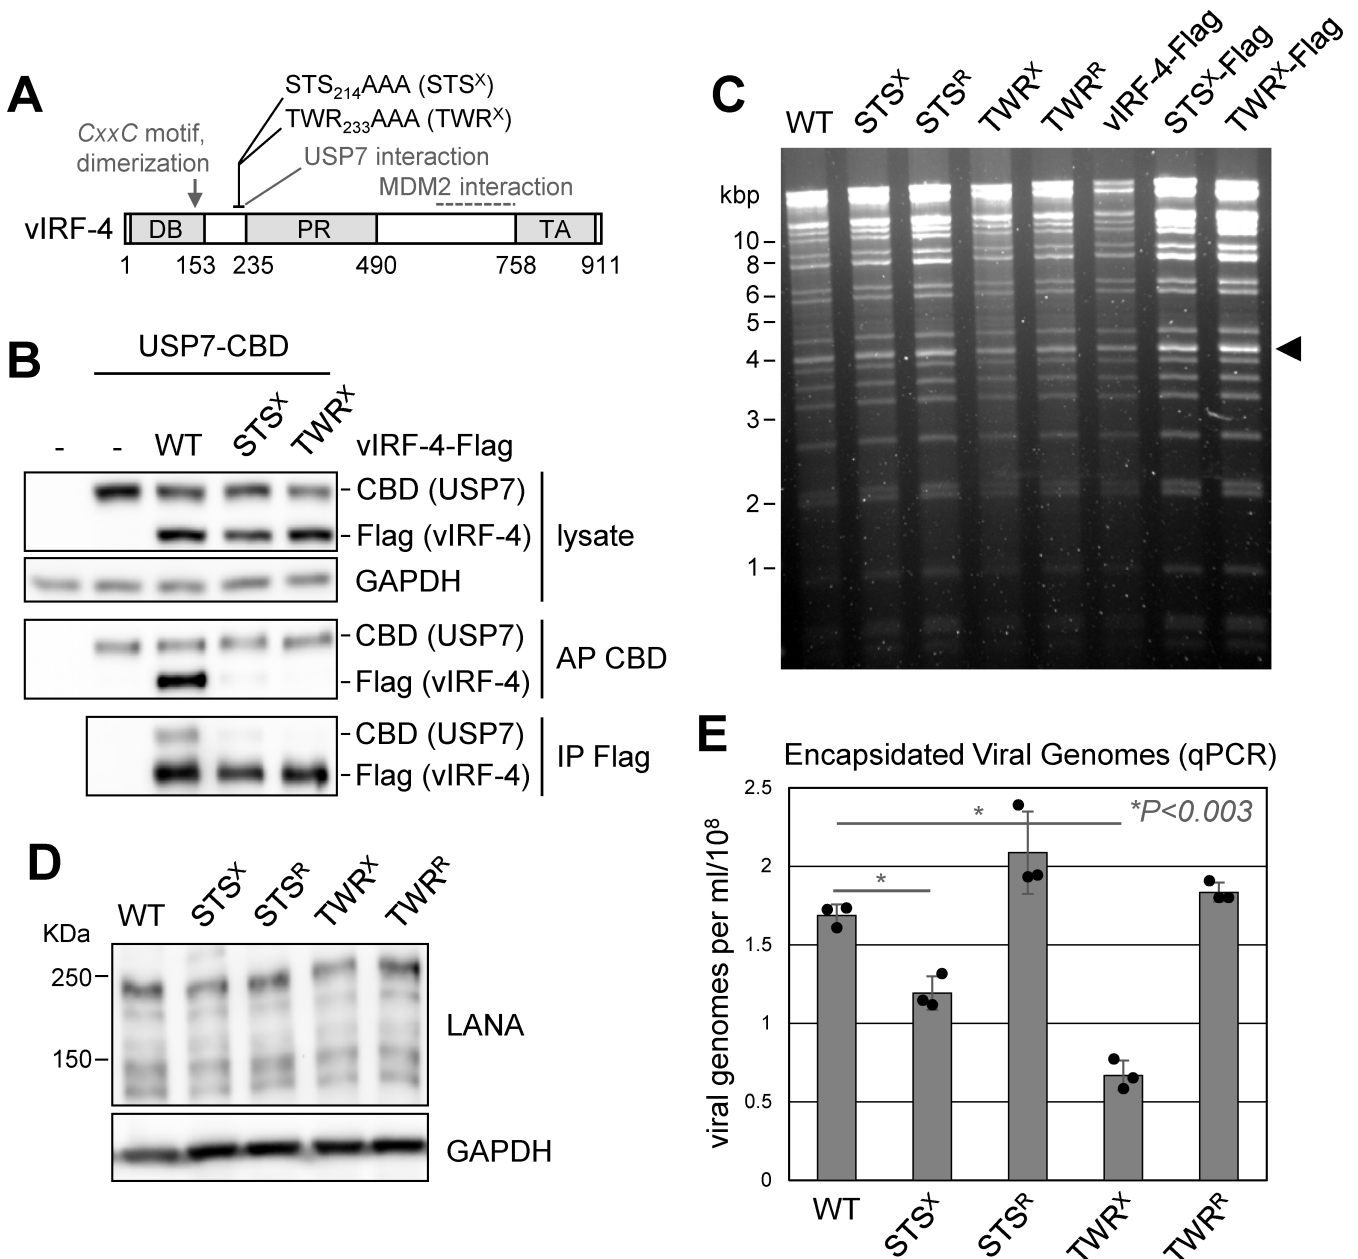 A
STS₂₁₄AAA (STSˣ)
TWR₂₃₃AAA (TWRˣ)
CxxC motif,
dimerization
USP7 interaction
MDM2 interaction
vIRF-4
DB
PR
TA
1 153 235 490 758 911
B
USP7-CBD
- - WT STSˣ TWRˣ vIRF-4-Flag
CBD (USP7)
Flag (vIRF-4)
lysate
GAPDH
CBD (USP7)
Flag (vIRF-4)
AP CBD
CBD (USP7)
Flag (vIRF-4)
IP Flag
C
WT STSˣ STSᴿ TWRˣ TWRᴿ vIRF-4-Flag STSˣ-Flag TWRˣ-Flag
kbp
10
8
6
5
4
3
2
1
D
WT STSˣ STSᴿ TWRˣ TWRᴿ
KDa
250
150
LANA
GAPDH
E
Encapsidated Viral Genomes (qPCR)
viral genomes per ml/10⁸
2.5
2
1.5
1
0.5
0
*
*
*P<0.003
WT STSˣ STSᴿ TWRˣ TWRᴿ